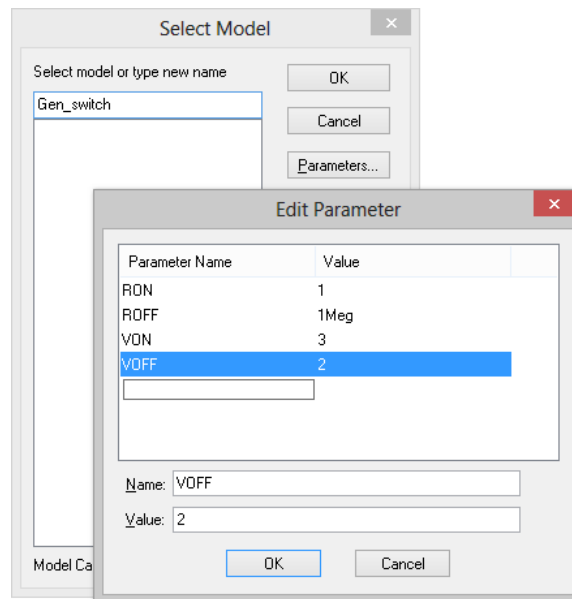 Select Model
Select model or type new name
Gen_switch
OK
Cancel
Parameters...
Edit Parameter
Parameter Name Value
RON 1
ROFF 1Meg
VON 3
VOFF 2
Name: VOFF
Value: 2
OK Cancel
Model Ca